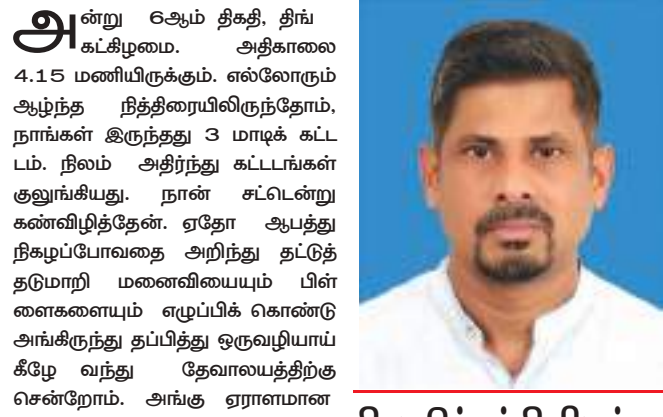 அன்று 6ஆம் திகதி, திங்
கட்கிழமை. அதிகாலை
4.15 மணியிருக்கும். எல்லோரும்
ஆழ்ந்த நித்திரையிலிருந்தோம்,
நாங்கள் இருந்தது 3 மாடிக் கட்ட
டம். நிலம் அதிர்ந்து கட்டடங்கள்
குலுங்கியது. நான் சட்டென்று
கண்விழித்தேன். ஏதோ ஆபத்து
நிகழப்போவதை அறிந்து தட்டுத்
தடுமாறி மனைவியையும் பிள்
ளைகளையும் எழுப்பிக் கொண்டு
அங்கிருந்து தப்பித்து ஒருவழியாய்
கீழே வந்து தேவாலயத்திற்கு
சென்றோம். அங்கு ஏராளமான